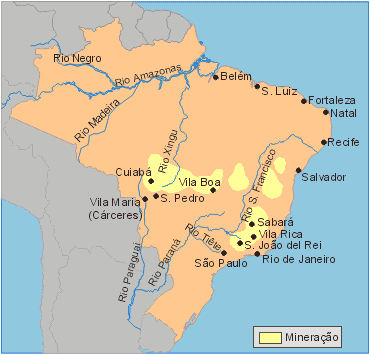 Rio Negro
Rio Amazonas
Belém
S. Luiz
Fortaleza
Natal
Rio Madeira
Rio Xingu
Recife
Rio S. Francisco
Cuiabá
Vila Boa
Salvador
Vila Maria
(Cárceres)
S. Pedro
Sabará
Vila Rica
Rio Tiête
S. João del Rei
Rio Paraguai
Rio Paraná
São Paulo
Rio de Janeiro
Mineração